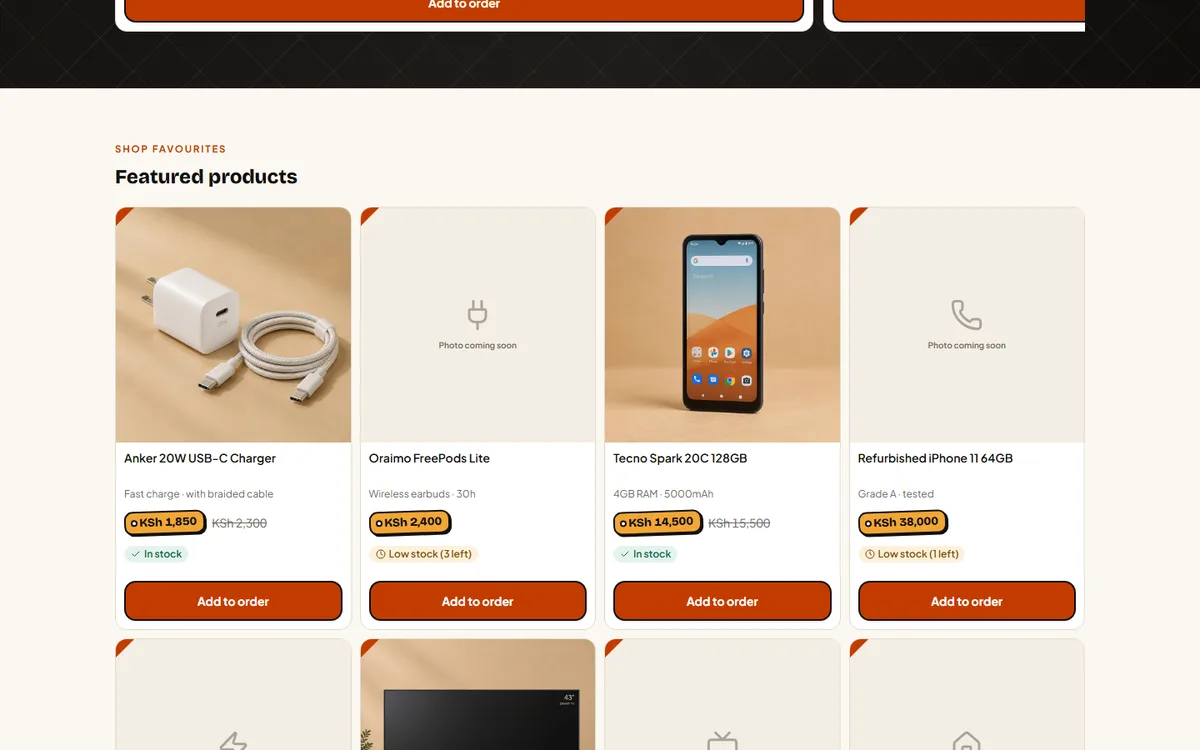 Add to order
SHOP FAVOURITES
Featured products
Photo coming soon
Photo coming soon
Anker 20W USB-C Charger
Oraimo FreePods Lite
Tecno Spark 20C 128GB
Refurbished iPhone 11 64GB
Fast charge · with braided cable
Wireless earbuds · 30h
4GB RAM · 5000mAh
Grade A · tested
KSh 1,850 KSh 2,300
KSh 2,400
KSh 14,500 KSh 15,500
KSh 38,000
In stock
Low stock (3 left)
In stock
Low stock (1 left)
Add to order
Add to order
Add to order
Add to order
43"